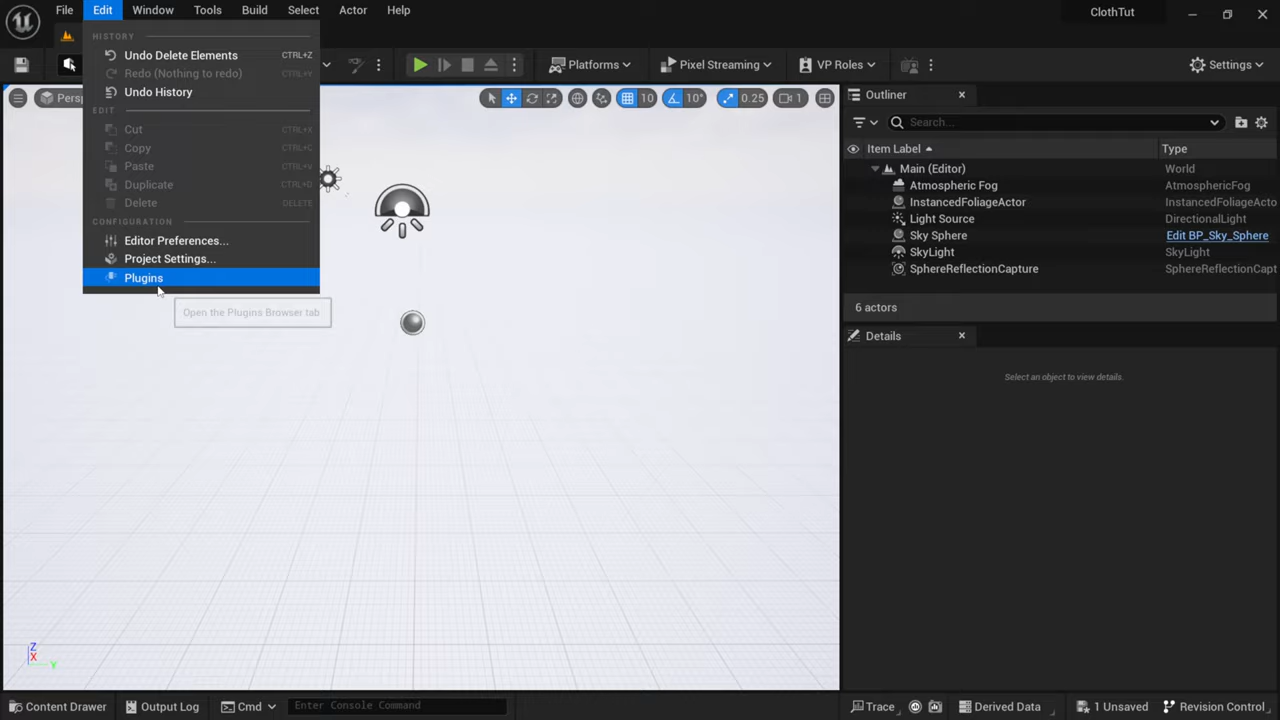 File Edit Window Tools Build Select Actor Help
ClothTut
HISTORY
Undo Delete Elements CTRL+Z
Redo (Nothing to redo) CTRL+Y
Undo History
EDIT
Cut CTRL+X
Copy CTRL+C
Paste CTRL+V
Duplicate CTRL+D
Delete DELETE
CONFIGURATION
Editor Preferences...
Project Settings...
Plugins
Open the Plugins Browser tab
Platforms Pixel Streaming VP Roles Settings
Persp
10 10° 0.25 1
Outliner
Search...
Item Label Type
Main (Editor) World
Atmospheric Fog AtmosphericFog
InstancedFoliageActor InstancedFoliageActor
Light Source DirectionalLight
Sky Sphere Edit BP_Sky_Sphere
SkyLight SkyLight
SphereReflectionCapture SphereReflectionCapt
6 actors
Details
Select an object to view details.
Z
X
Y
Content Drawer Output Log Cmd Enter Console Command Trace Derived Data 1 Unsaved Revision Control